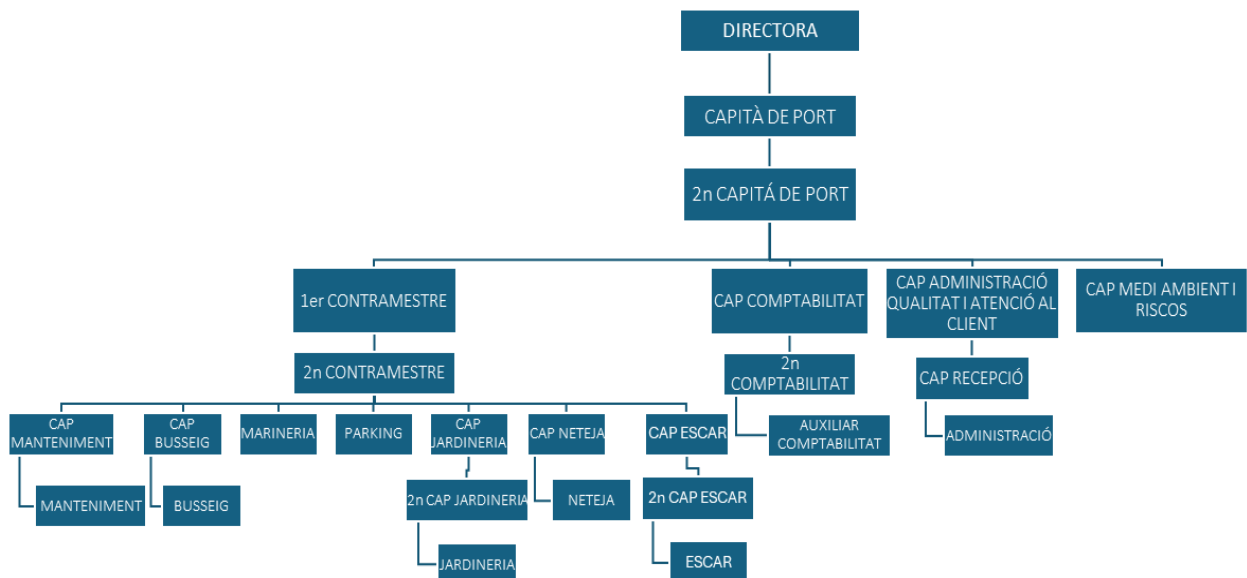 DIRECTORA
CAPITÀ DE PORT
2n CAPITÁ DE PORT
1er CONTRAMESTRE
CAP COMPTABILITAT
CAP ADMINISTRACIÓ
QUALITAT I ATENCIÓ AL
CLIENT
CAP MEDI AMBIENT I
RISCOS
2n CONTRAMESTRE
2n
COMPTABILITAT
CAP RECEPCIÓ
CAP
MANTENIMENT
CAP
BUSSEIG
MARINERIA
PARKING
CAP
JARDINERIA
CAP NETEJA
CAP ESCAR
AUXILIAR
COMPTABILITAT
ADMINISTRACIÓ
MANTENIMENT
BUSSEIG
2n CAP JARDINERIA
NETEJA
2n CAP ESCAR
JARDINERIA
ESCAR